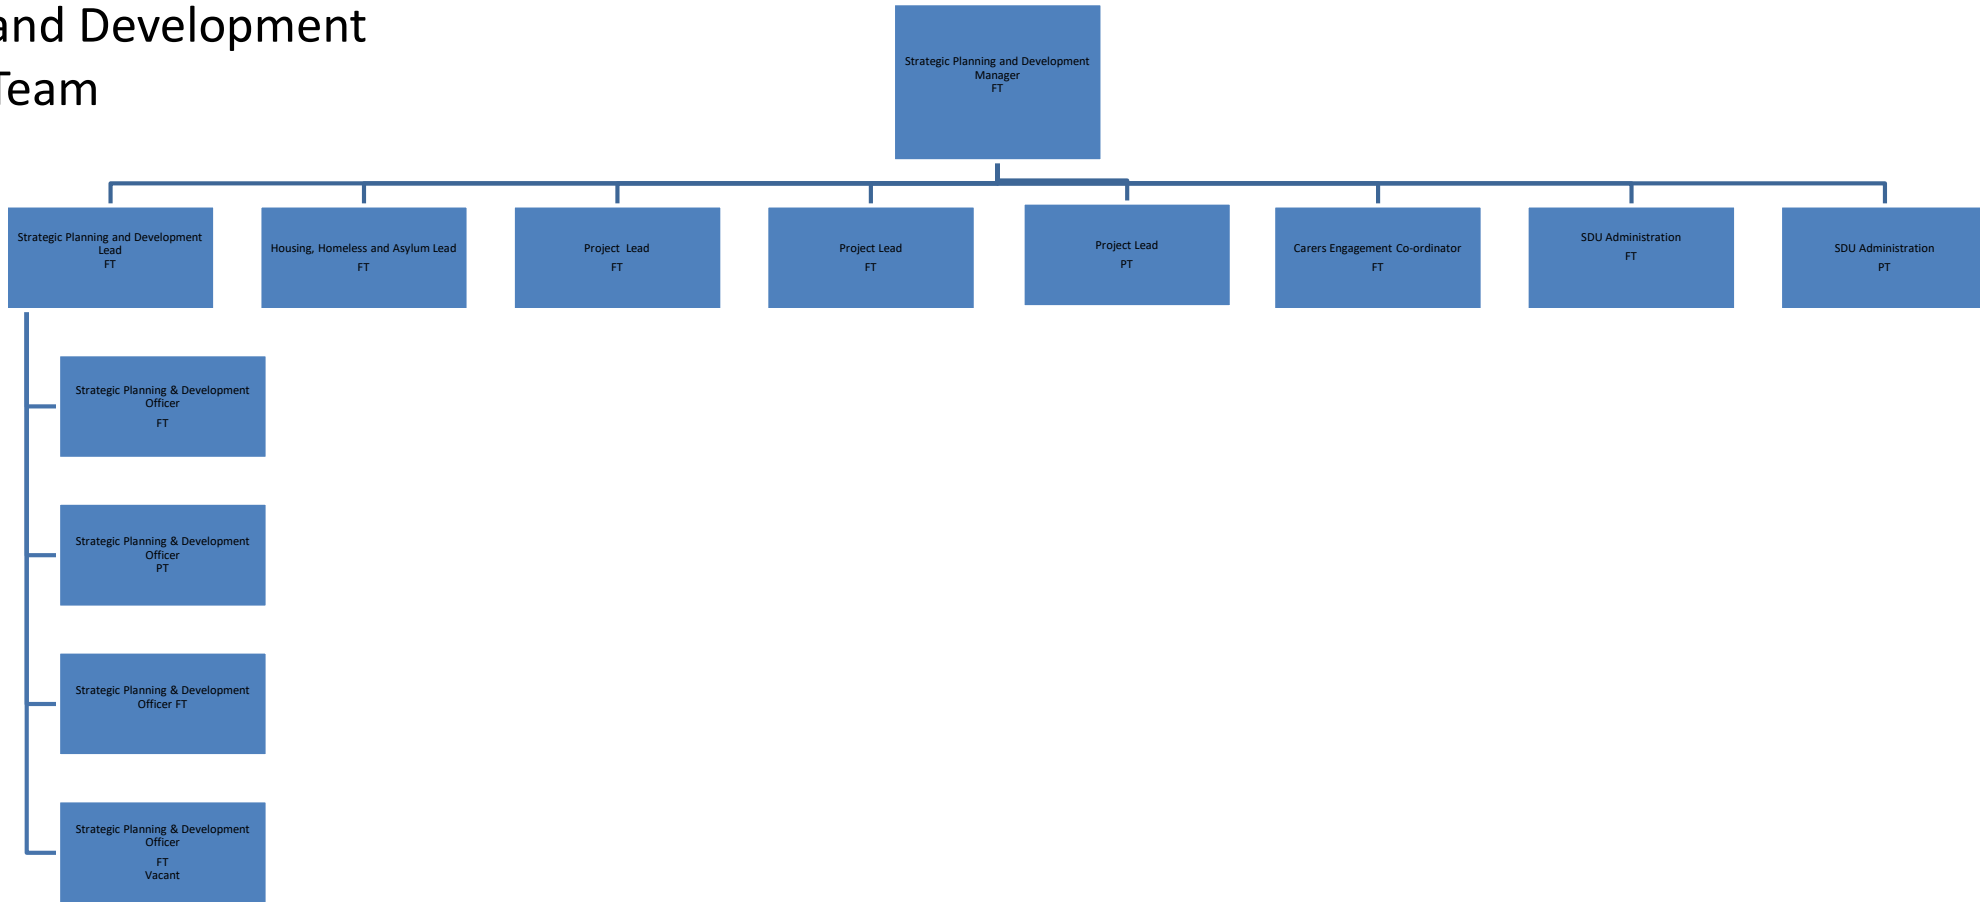 and Development
Team
Strategic Planning and Development
Manager
FT
Strategic Planning and Development
Lead
FT
Housing, Homeless and Asylum Lead
FT
Project  Lead
FT
Project Lead
FT
Project Lead
PT
Carers Engagement Co-ordinator
FT
SDU Administration
FT
SDU Administration
PT
Strategic Planning & Development
Officer
FT
Strategic Planning & Development
Officer
PT
Strategic Planning & Development
Officer FT
Strategic Planning & Development
Officer
FT
Vacant